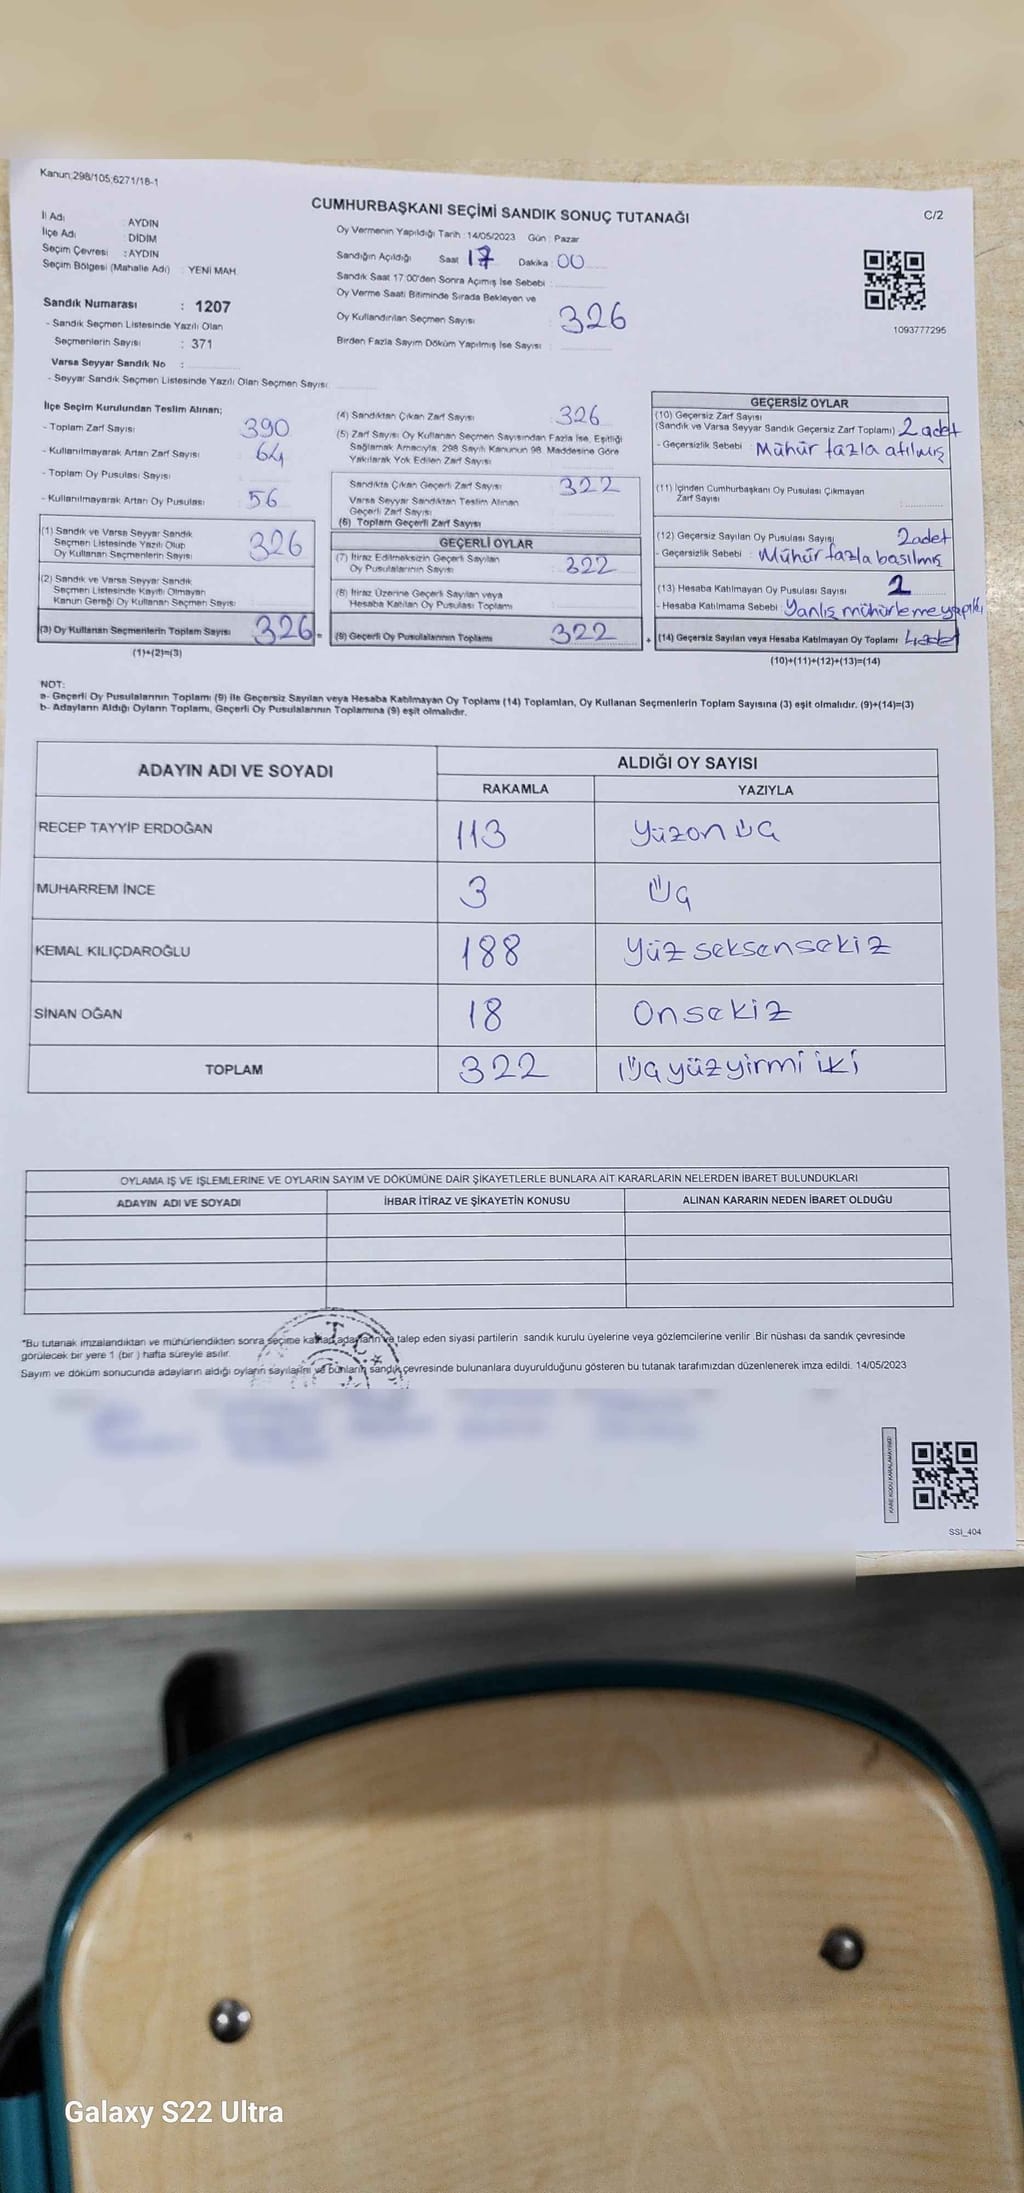 Kanun;298/105;6271/18-1
CUMHURBAŞKANI SEÇİMİ SANDIK SONUÇ TUTANAĞI
C/2
İl Adı : AYDIN
İlçe Adı : DİDİM
Seçim Çevresi : AYDIN
Seçim Bölgesi (Mahalle Adı) : YENİ MAH.
Oy Vermenin Yapıldığı Tarih : 14/05/2023 Gün : Pazar
Sandığın Açıldığı Saat 17 Dakika : 00
Sandık Saat 17:00'den Sonra Açımış İse Sebebi :
Oy Verme Saati Bitiminde Sırada Bekleyen ve
Oy Kullandırılan Seçmen Sayısı : 326
Birden Fazla Sayım Döküm Yapılmış İse Sayısı :
1093777295
Sandık Numarası : 1207
- Sandık Seçmen Listesinde Yazılı Olan
Seçmenlerin Sayısı : 371
Varsa Seyyar Sandık No :
- Seyyar Sandık Seçmen Listesinde Yazılı Olan Seçmen Sayısı:
İlçe Seçim Kurulundan Teslim Alınan;
- Toplam Zarf Sayısı : 390
- Kullanılmayarak Artan Zarf Sayısı : 64
- Toplam Oy Pusulası Sayısı :
- Kullanılmayarak Artan Oy Pusulası : 56
(1) Sandık ve Varsa Seyyar Sandık
Seçmen Listesinde Yazılı Olup
Oy Kullanan Seçmenlerin Sayısı : 326
(2) Sandık ve Varsa Seyyar Sandık
Seçmen Listesinde Kayıtlı Olmayan
Kanun Gereği Oy Kullanan Seçmen Sayısı :
(3) Oy Kullanan Seçmenlerin Toplam Sayısı 326 =
(1)+(2)=(3)
(4) Sandıktan Çıkan Zarf Sayısı : 326
(5) Zarf Sayısı Oy Kullanan Seçmen Sayısından Fazla İse, Eşitliği
Sağlamak Amacıyla, 298 Sayılı Kanunun 98. Maddesine Göre
Yakılarak Yok Edilen Zarf Sayısı :
Sandıkta Çıkan Geçerli Zarf Sayısı : 322
Varsa Seyyar Sandıktan Teslim Alınan
Geçerli Zarf Sayısı :
(6) Toplam Geçerli Zarf Sayısı
GEÇERLİ OYLAR
(7) İtiraz Edilmeksizin Geçerli Sayılan
Oy Pusulalarının Sayısı : 322
(8) İtiraz Üzerine Geçerli Sayılan veya
Hesaba Katılan Oy Pusulası Toplamı :
(9) Geçerli Oy Pusulalarının Toplamı 322 +
GEÇERSİZ OYLAR
(10) Geçersiz Zarf Sayısı
(Sandık ve Varsa Seyyar Sandık Geçersiz Zarf Toplamı) 2 adet
- Geçersizlik Sebebi : Mühür fazla atılmış
(11) İçinden Cumhurbaşkanı Oy Pusulası Çıkmayan
Zarf Sayısı :
(12) Geçersiz Sayılan Oy Pusulası Sayısı : 2adet
- Geçersizlik Sebebi : Mühür fazla basılmış
(13) Hesaba Katılmayan Oy Pusulası Sayısı : 2
- Hesaba Katılmama Sebebi : Yanlış mühürleme yapıldı
(14) Geçersiz Sayılan veya Hesaba Katılmayan Oy Toplamı 4adet
(10)+(11)+(12)+(13)=(14)
NOT:
a- Geçerli Oy Pusulalarının Toplamı (9) ile Geçersiz Sayılan veya Hesaba Katılmayan Oy Toplamı (14) Toplamları, Oy Kullanan Seçmenlerin Toplam Sayısına (3) eşit olmalıdır. (9)+(14)=(3)
b- Adayların Aldığı Oyların Toplamı, Geçerli Oy Pusulalarının Toplamına (9) eşit olmalıdır.
ADAYIN ADI VE SOYADI
ALDIĞI OY SAYISI
RAKAMLA YAZIYLA
RECEP TAYYİP ERDOĞAN 113 Yüzon üç
MUHARREM İNCE 3 Üç
KEMAL KILIÇDAROĞLU 188 Yüz seksensekiz
SİNAN OĞAN 18 Onsekiz
TOPLAM 322 Üçyüzyirmi iki
OYLAMA İŞ VE İŞLEMLERİNE VE OYLARIN SAYIM VE DÖKÜMÜNE DAİR ŞİKAYETLERLE BUNLARA AİT KARARLARIN NELERDEN İBARET BULUNDUKLARI
ADAYIN ADI VE SOYADI İHBAR İTİRAZ VE ŞİKAYETİN KONUSU ALINAN KARARIN NEDEN İBARET OLDUĞU
*Bu tutanak imzalandıktan ve mühürlendikten sonra seçime katılan adayların ve talep eden siyasi partilerin sandık kurulu üyelerine veya gözlemcilerine verilir .Bir nüshası da sandık çevresinde
görülecek bir yere 1 (bir ) hafta süreyle asılır.
Sayım ve döküm sonucunda adayların aldığı oyların sayılarını ve bunların sandık çevresinde bulunanlara duyurulduğunu gösteren bu tutanak tarafımızdan düzenlenerek imza edildi. 14/05/2023
T.C.
SSI_404
Galaxy S22 Ultra